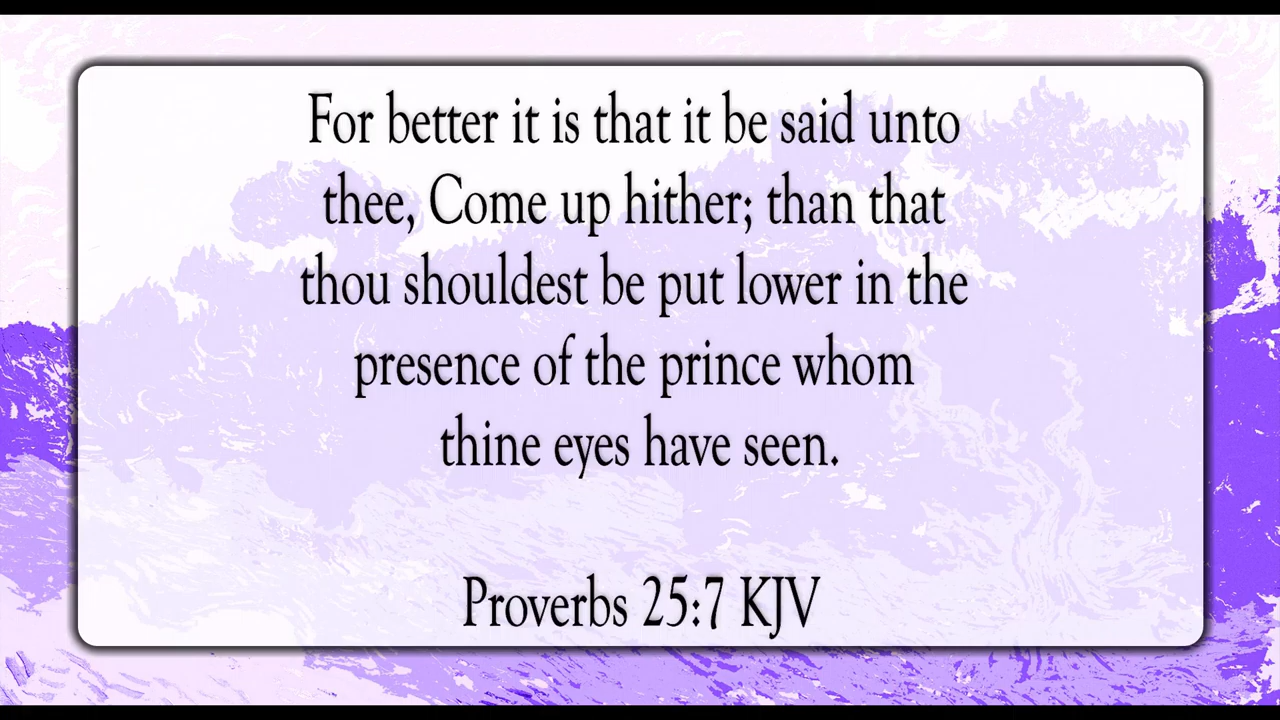 For better it is that it be said unto
thee, Come up hither; than that
thou shouldest be put lower in the
presence of the prince whom
thine eyes have seen.
Proverbs 25:7 KJV